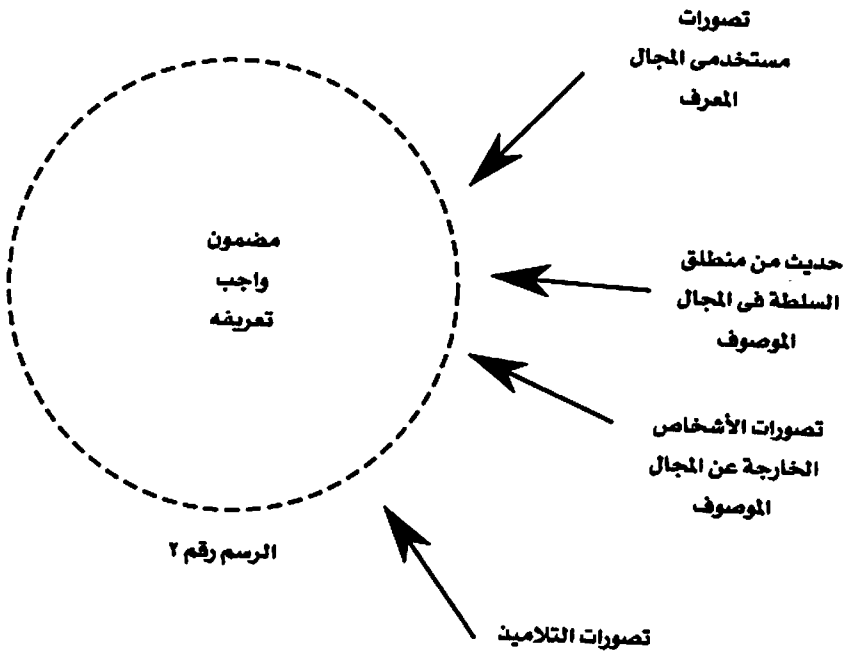 تصورات
مستخدمى المجال
المعرف
مضمون
واجب
تعريفه
حديث من منطلق
السلطة فى المجال
الموصوف
تصورات الأشخاص
الخارجة عن المجال
الموصوف
الرسم رقم ٢
تصورات التلاميذ